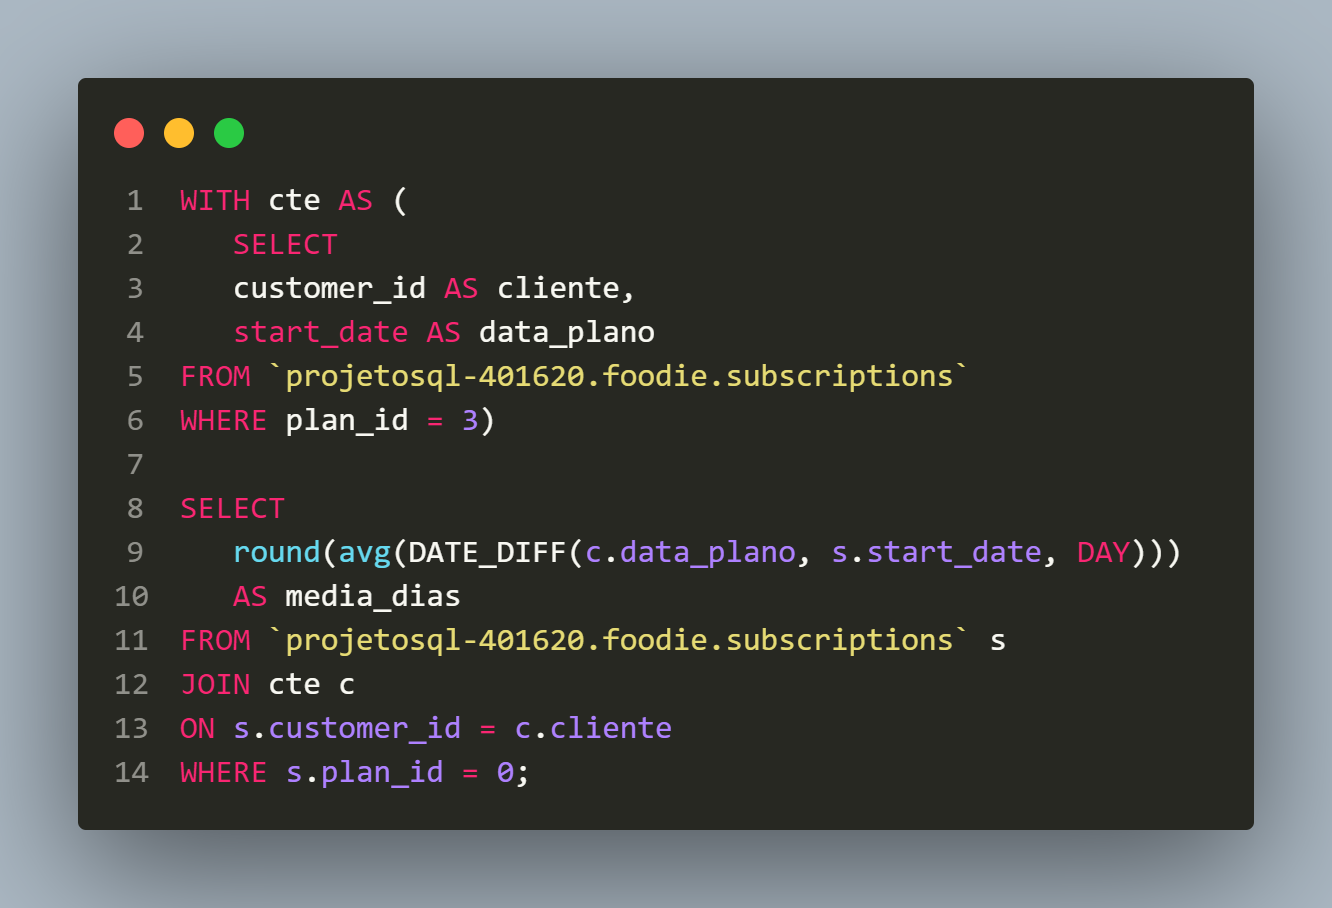 1 WITH cte AS (
2 SELECT
3 customer_id AS cliente,
4 start_date AS data_plano
5 FROM `projetosql-401620.foodie.subscriptions`
6 WHERE plan_id = 3)
7
8 SELECT
9 round(avg(DATE_DIFF(c.data_plano, s.start_date, DAY)))
10 AS media_dias
11 FROM `projetosql-401620.foodie.subscriptions` s
12 JOIN cte c
13 ON s.customer_id = c.cliente
14 WHERE s.plan_id = 0;